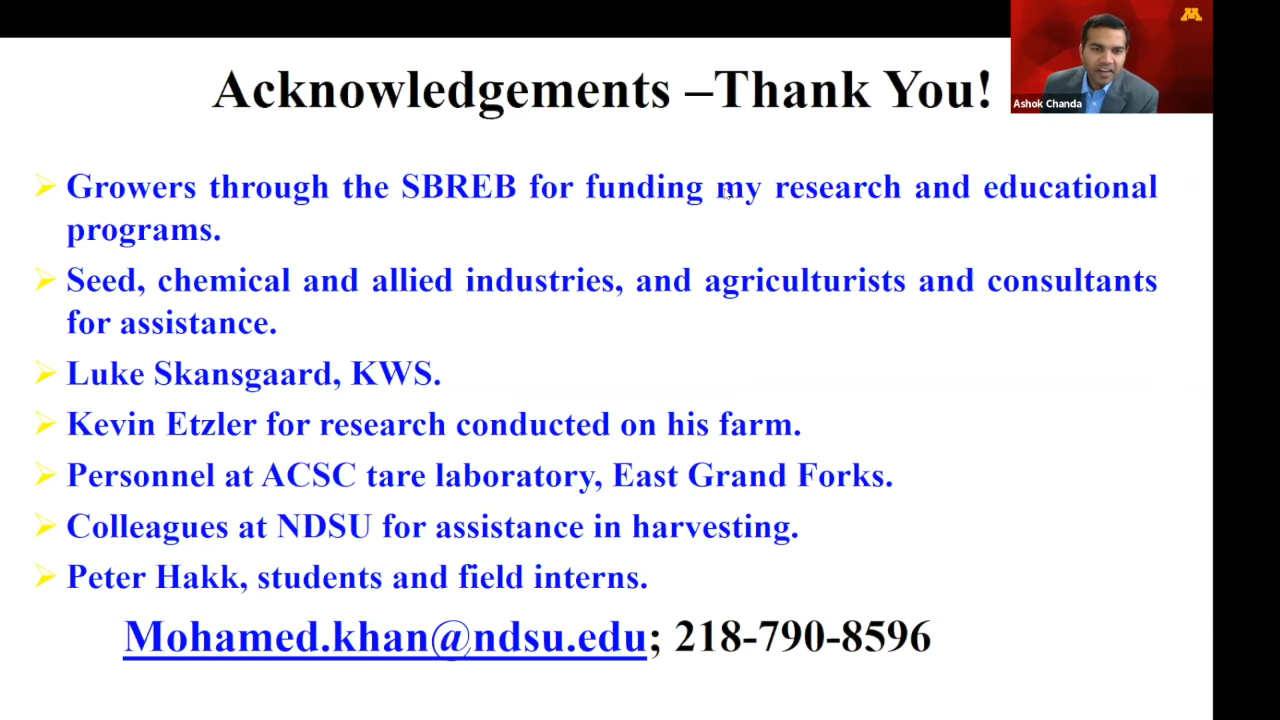 Acknowledgements –Thank You!
Ashok Chanda
Growers through the SBREB for funding my research and educational
programs.
Seed, chemical and allied industries, and agriculturists and consultants
for assistance.
Luke Skansgaard, KWS.
Kevin Etzler for research conducted on his farm.
Personnel at ACSC tare laboratory, East Grand Forks.
Colleagues at NDSU for assistance in harvesting.
Peter Hakk, students and field interns.
Mohamed.khan@ndsu.edu; 218-790-8596